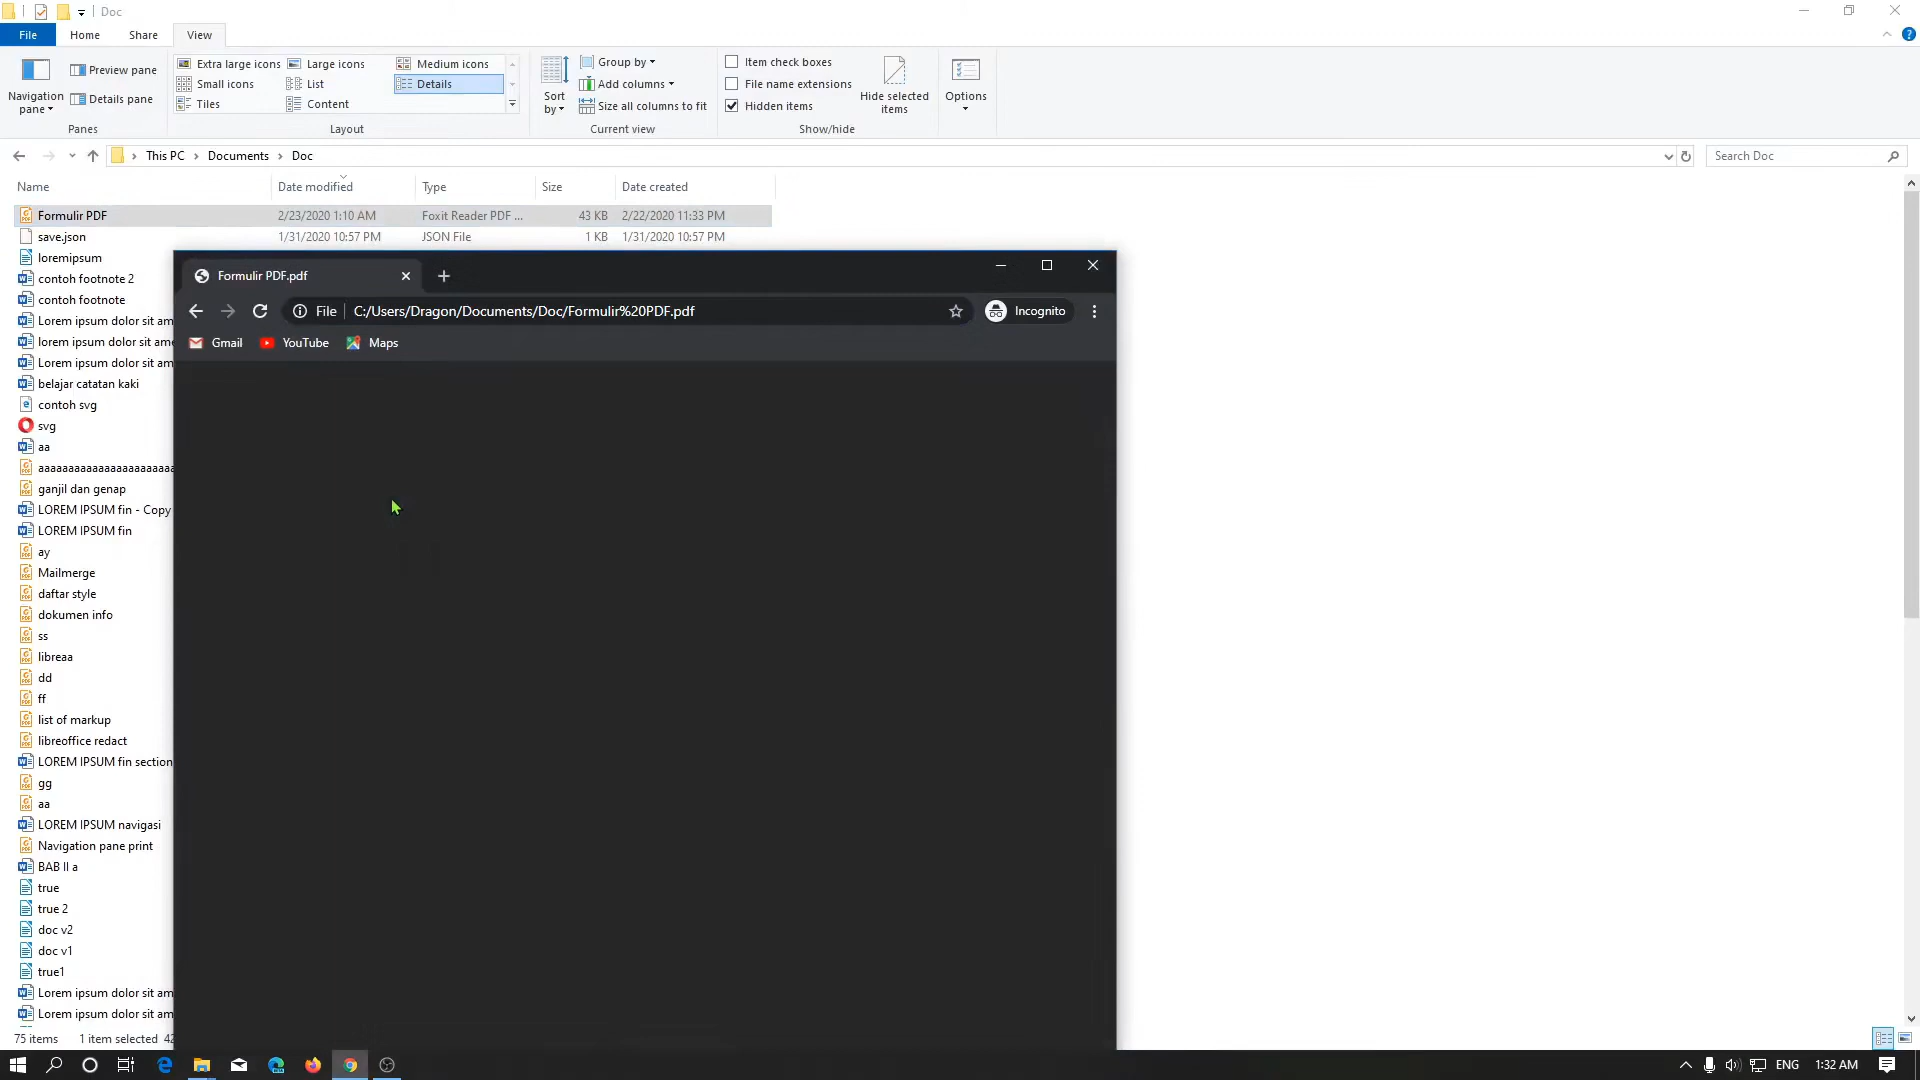 Doc
File Home Share View
Navigation pane
Preview pane
Details pane
Panes
Extra large icons Large icons Medium icons
Small icons List Details
Tiles Content
Layout
Sort by
Group by
Add columns
Size all columns to fit
Current view
Item check boxes
File name extensions
Hidden items
Hide selected items
Show/hide
Options
This PC › Documents › Doc
Search Doc
Name Date modified Type Size Date created
Formulir PDF 2/23/2020 1:10 AM Foxit Reader PDF ... 43 KB 2/22/2020 11:33 PM
save.json 1/31/2020 10:57 PM JSON File 1 KB 1/31/2020 10:57 PM
loremipsum
contoh footnote 2
contoh footnote
Lorem ipsum dolor sit am
lorem ipsum dolor sit ame
Lorem ipsum dolor sit am
belajar catatan kaki
contoh svg
svg
aa
ganjil dan genap
LOREM IPSUM fin - Copy
LOREM IPSUM fin
ay
Mailmerge
daftar style
dokumen info
ss
libreaa
dd
ff
list of markup
libreoffice redact
LOREM IPSUM fin section
gg
aa
LOREM IPSUM navigasi
Navigation pane print
BAB II a
true
true 2
doc v2
doc v1
true1
Lorem ipsum dolor sit am
Lorem ipsum dolor sit am
Formulir PDF.pdf
File C:/Users/Dragon/Documents/Doc/Formulir%20PDF.pdf Incognito
Gmail YouTube Maps
75 items 1 item selected 42
ENG 1:32 AM